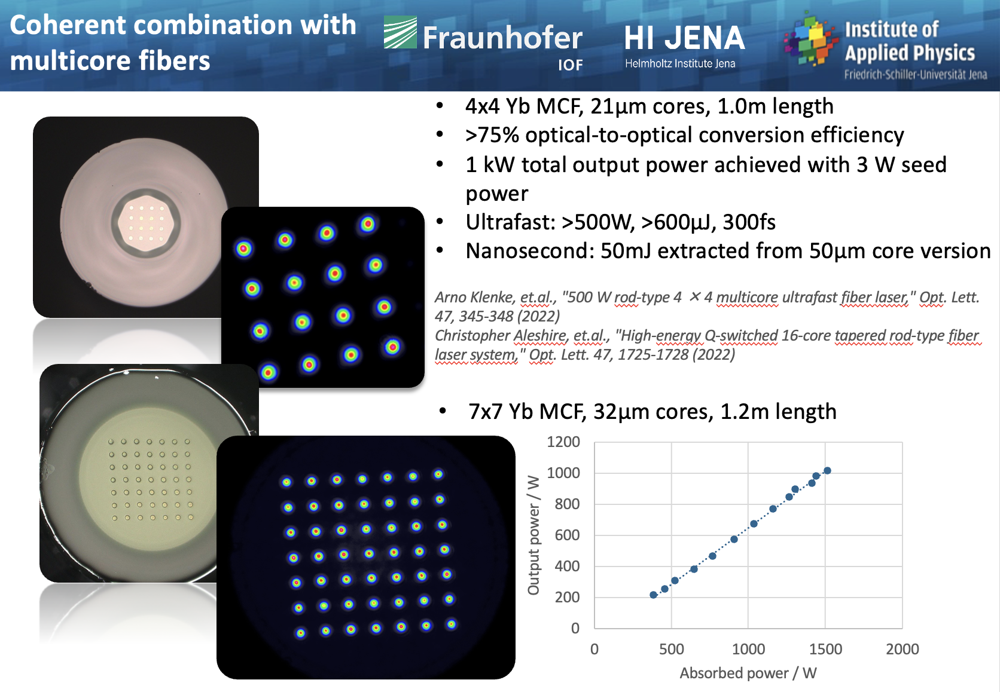 Coherent combination with
multicore fibers
Fraunhofer
IOF
HI JENA
Helmholtz Institute Jena
Institute of
Applied Physics
Friedrich-Schiller-Universität Jena
• 4x4 Yb MCF, 21µm cores, 1.0m length
• >75% optical-to-optical conversion efficiency
• 1 kW total output power achieved with 3 W seed
power
• Ultrafast: >500W, >600µJ, 300fs
• Nanosecond: 50mJ extracted from 50µm core version
Arno Klenke, et.al., "500 W rod-type 4 × 4 multicore ultrafast fiber laser," Opt. Lett.
47, 345-348 (2022)
Christopher Aleshire, et.al., "High-energy Q-switched 16-core tapered rod-type fiber
laser system," Opt. Lett. 47, 1725-1728 (2022)
• 7x7 Yb MCF, 32µm cores, 1.2m length
Output power / W
1200
1000
800
600
400
200
0
0 500 1000 1500 2000
Absorbed power / W